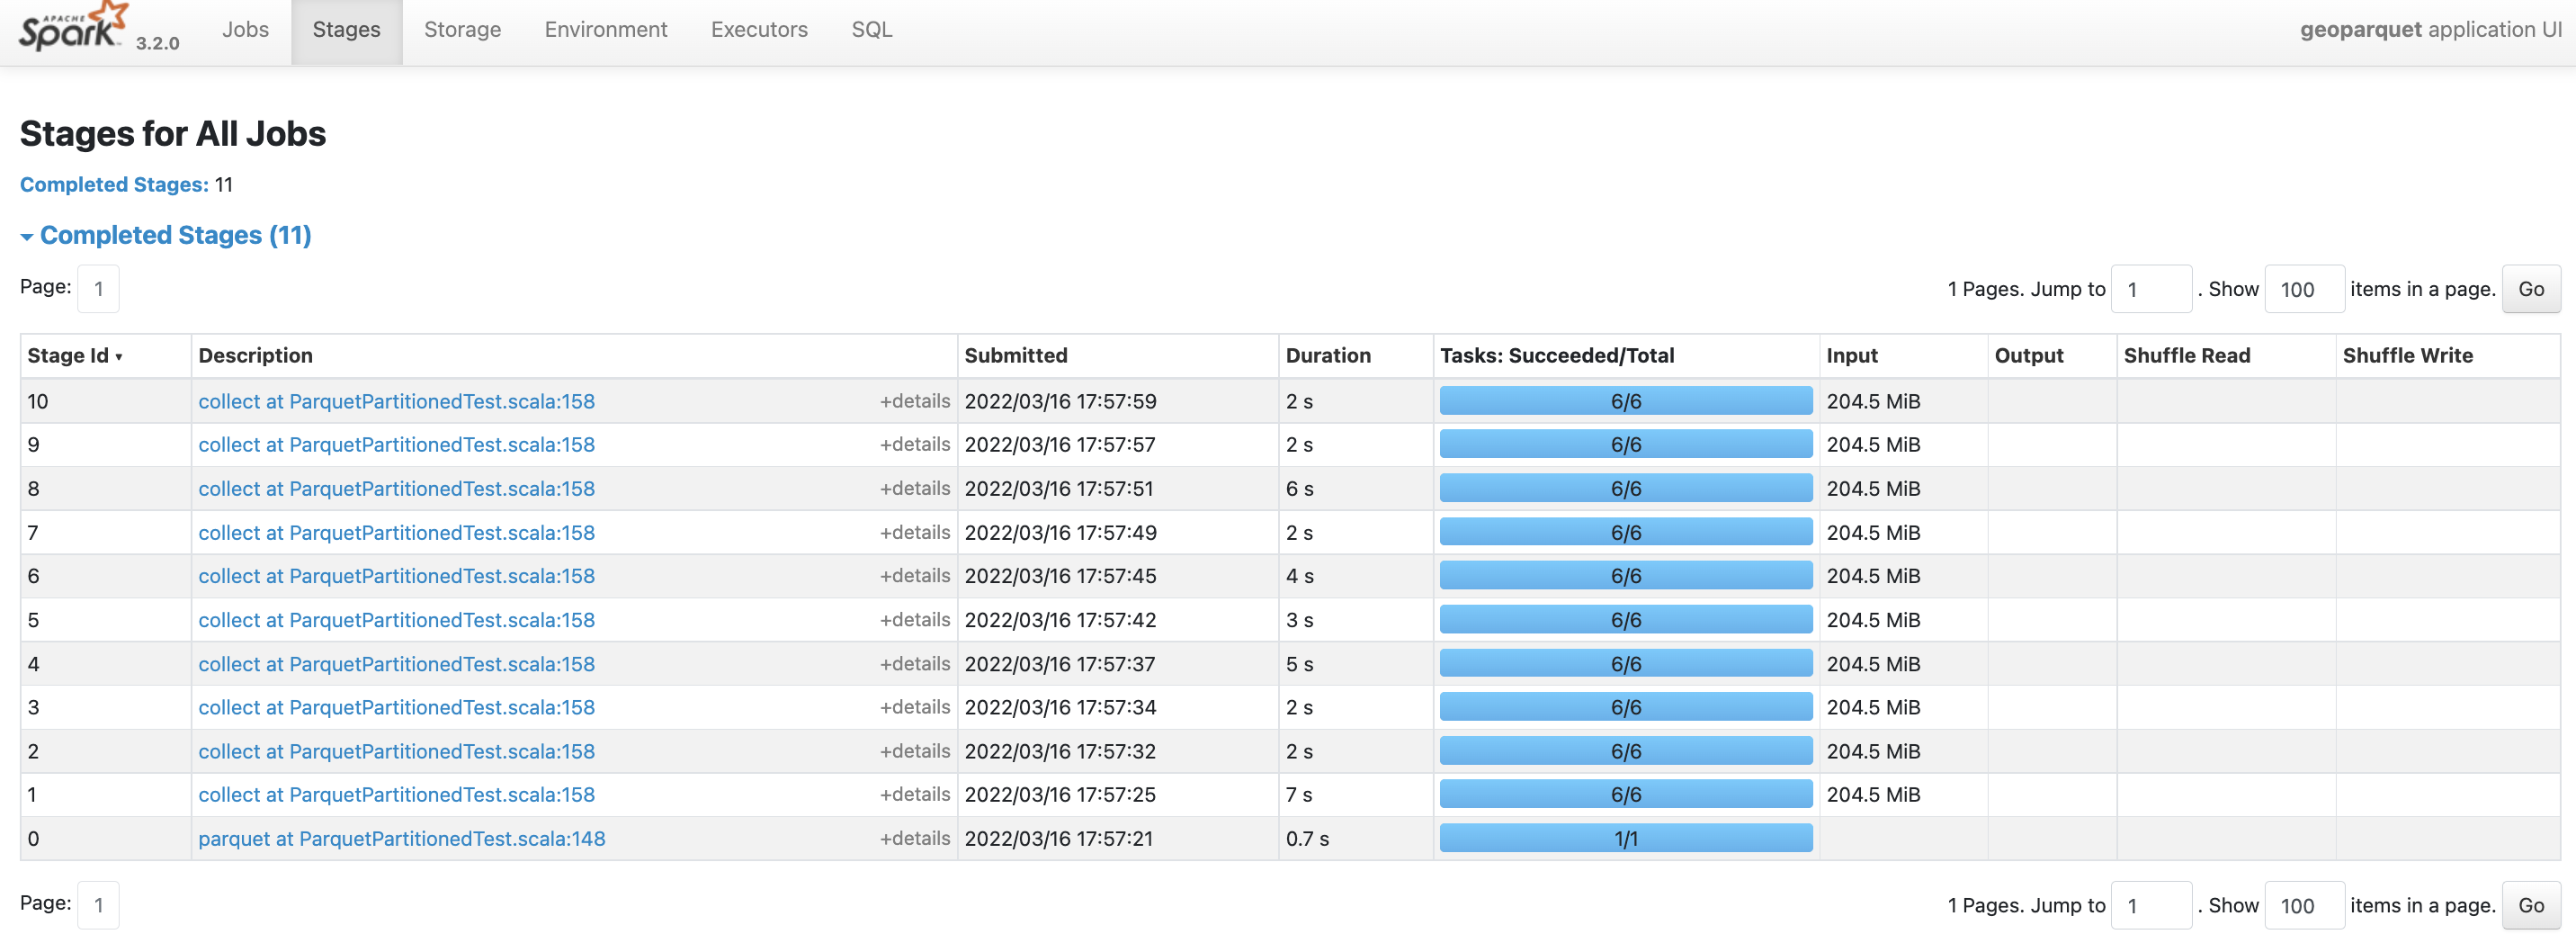 APACHE Spark 3.2.0 Jobs Stages Storage Environment Executors SQL geoparquet application UI
Stages for All Jobs
Completed Stages: 11
Completed Stages (11)
Page: 1 1 Pages. Jump to 1 . Show 100 items in a page. Go
Stage Id ▾ Description Submitted Duration Tasks: Succeeded/Total Input Output Shuffle Read Shuffle Write
10 collect at ParquetPartitionedTest.scala:158 +details 2022/03/16 17:57:59 2 s 6/6 204.5 MiB
9 collect at ParquetPartitionedTest.scala:158 +details 2022/03/16 17:57:57 2 s 6/6 204.5 MiB
8 collect at ParquetPartitionedTest.scala:158 +details 2022/03/16 17:57:51 6 s 6/6 204.5 MiB
7 collect at ParquetPartitionedTest.scala:158 +details 2022/03/16 17:57:49 2 s 6/6 204.5 MiB
6 collect at ParquetPartitionedTest.scala:158 +details 2022/03/16 17:57:45 4 s 6/6 204.5 MiB
5 collect at ParquetPartitionedTest.scala:158 +details 2022/03/16 17:57:42 3 s 6/6 204.5 MiB
4 collect at ParquetPartitionedTest.scala:158 +details 2022/03/16 17:57:37 5 s 6/6 204.5 MiB
3 collect at ParquetPartitionedTest.scala:158 +details 2022/03/16 17:57:34 2 s 6/6 204.5 MiB
2 collect at ParquetPartitionedTest.scala:158 +details 2022/03/16 17:57:32 2 s 6/6 204.5 MiB
1 collect at ParquetPartitionedTest.scala:158 +details 2022/03/16 17:57:25 7 s 6/6 204.5 MiB
0 parquet at ParquetPartitionedTest.scala:148 +details 2022/03/16 17:57:21 0.7 s 1/1
Page: 1 1 Pages. Jump to 1 . Show 100 items in a page. Go